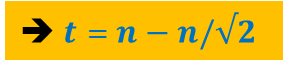 ➔ t = n − n/√2